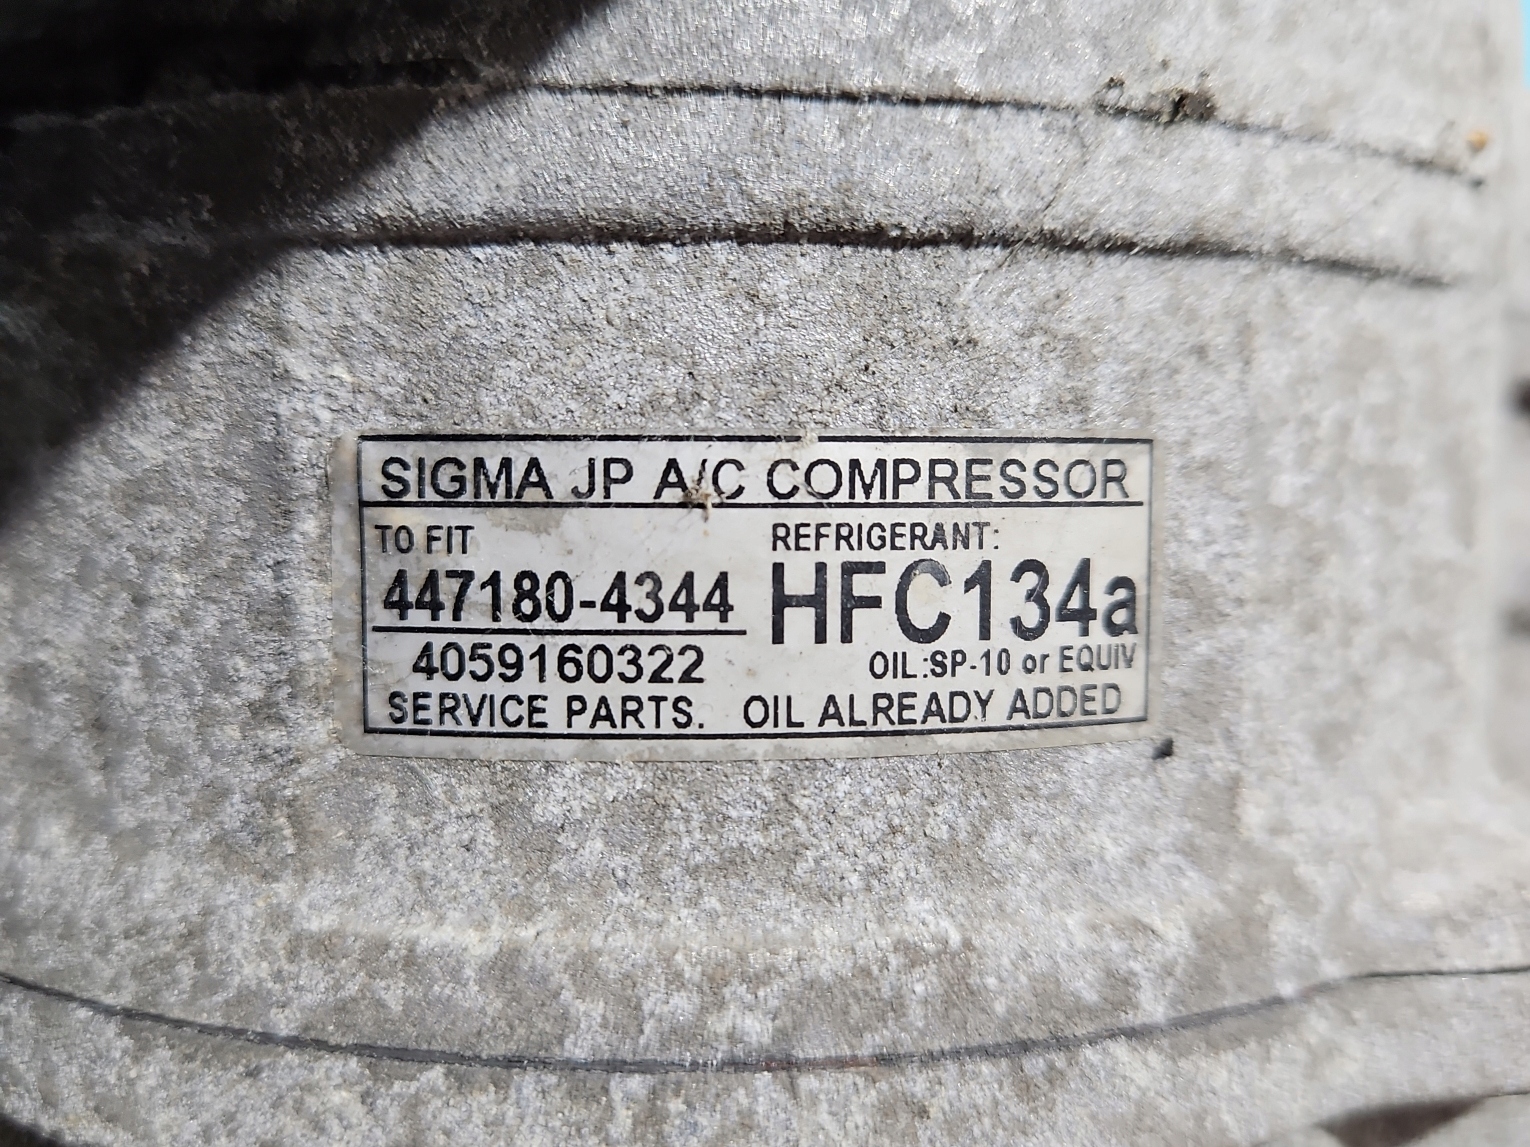 SIGMA JP A/C COMPRESSOR
TO FIT
447180-4344
4059160322
REFRIGERANT:
HFC134a
OIL.:SP-10 or EQUIV
SERVICE PARTS. OIL ALREADY ADDED